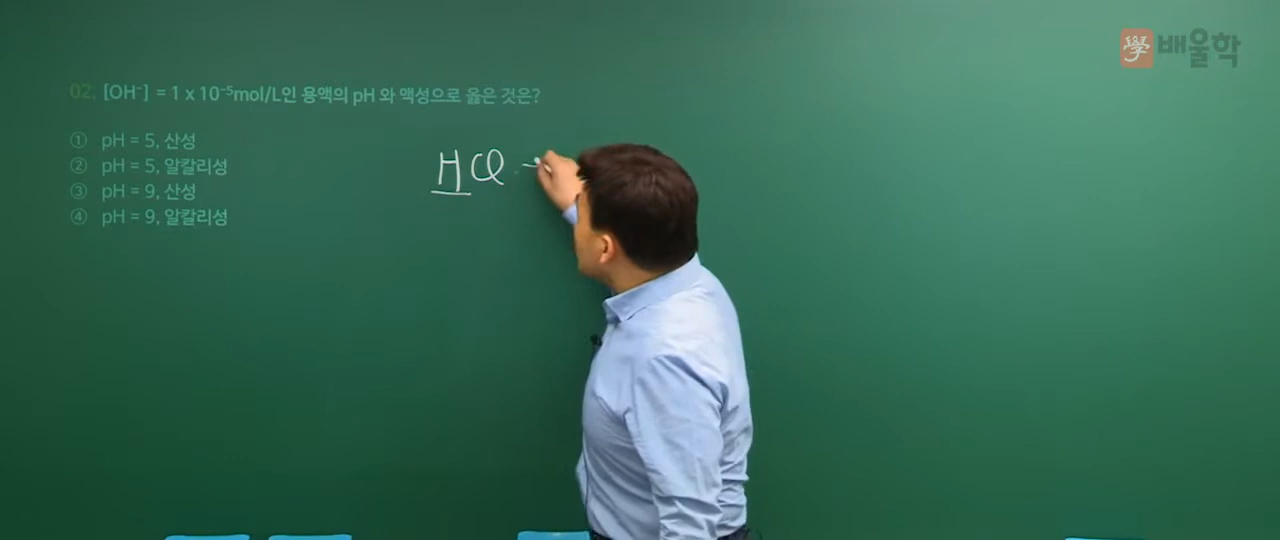 學 배울학
02. [OH⁻] = 1 x 10⁻⁵mol/L인 용액의 pH 와 액성으로 옳은 것은?
① pH = 5, 산성
② pH = 5, 알칼리성
③ pH = 9, 산성
④ pH = 9, 알칼리성
HCl →